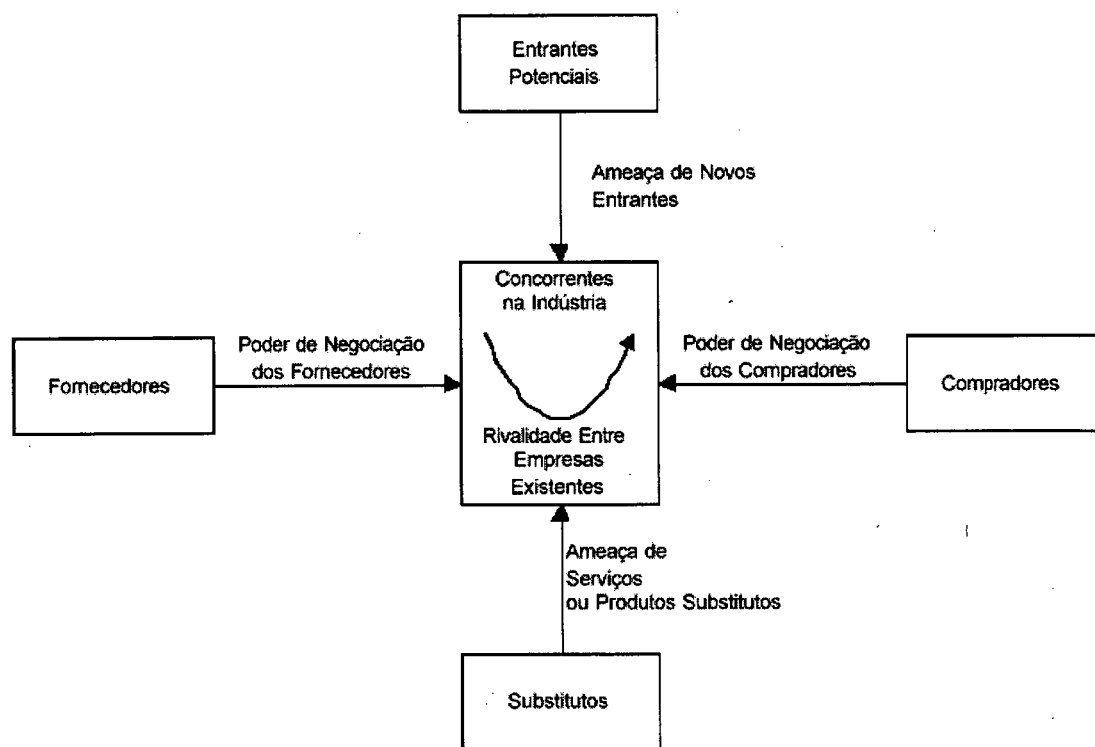 Entrantes
Potenciais
Ameaça de Novos
Entrantes
Concorrentes
na Indústria
Poder de Negociação
dos Fornecedores
Fornecedores
Poder de Negociação
dos Compradores
Compradores
Rivalidade Entre
Empresas
Existentes
Ameaça de
Serviços
ou Produtos Substitutos
Substitutos